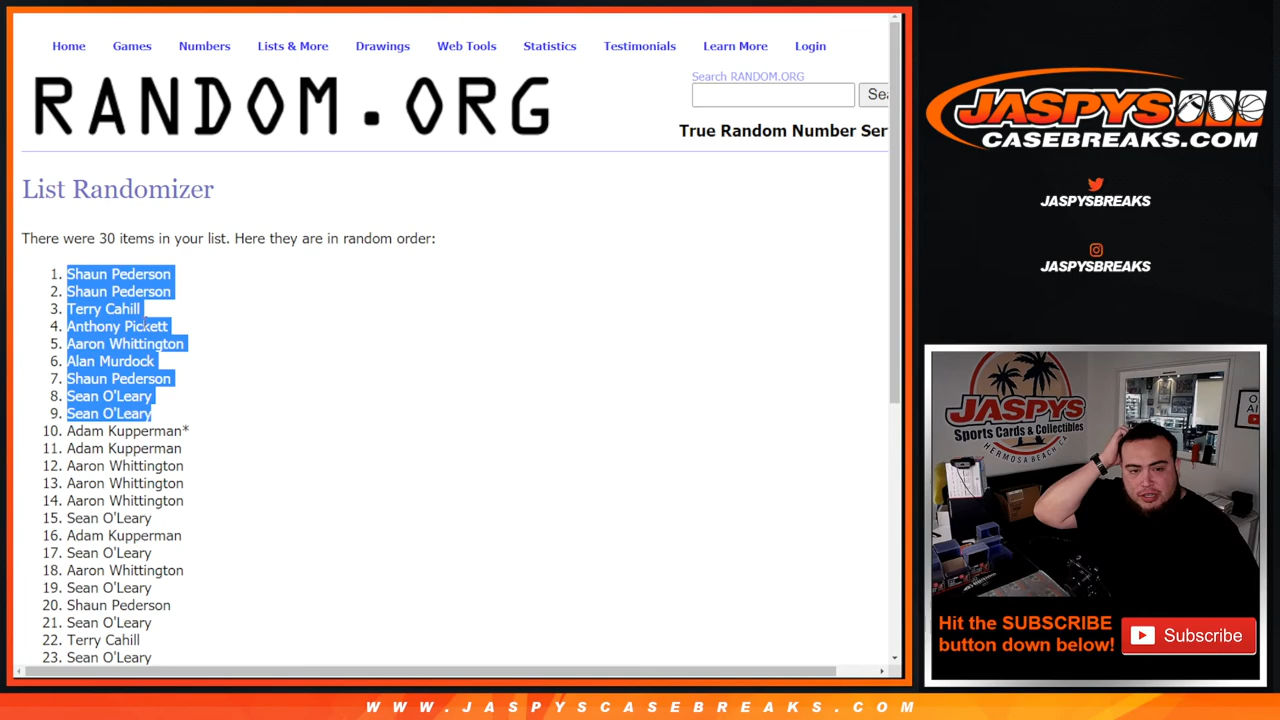 Home Games Numbers Lists & More Drawings Web Tools Statistics Testimonials Learn More Login
Search RANDOM.ORG
RANDOM.ORG
Sea
True Random Number Ser
List Randomizer
There were 30 items in your list. Here they are in random order:
1. Shaun Pederson
2. Shaun Pederson
3. Terry Cahill
4. Anthony Pickett
5. Aaron Whittington
6. Alan Murdock
7. Shaun Pederson
8. Sean O'Leary
9. Sean O'Leary
10. Adam Kupperman*
11. Adam Kupperman
12. Aaron Whittington
13. Aaron Whittington
14. Aaron Whittington
15. Sean O'Leary
16. Adam Kupperman
17. Sean O'Leary
18. Aaron Whittington
19. Sean O'Leary
20. Shaun Pederson
21. Sean O'Leary
22. Terry Cahill
23. Sean O'Leary
JASPYS
CASEBREAKS.COM
JASPYSBREAKS
JASPYSBREAKS
JASPYS
Sports Cards & Collectibles
HERMOSA BEACH CA
Hit the SUBSCRIBE
button down below!
Subscribe
WWW.JASPYSCASEBREAKS.COM